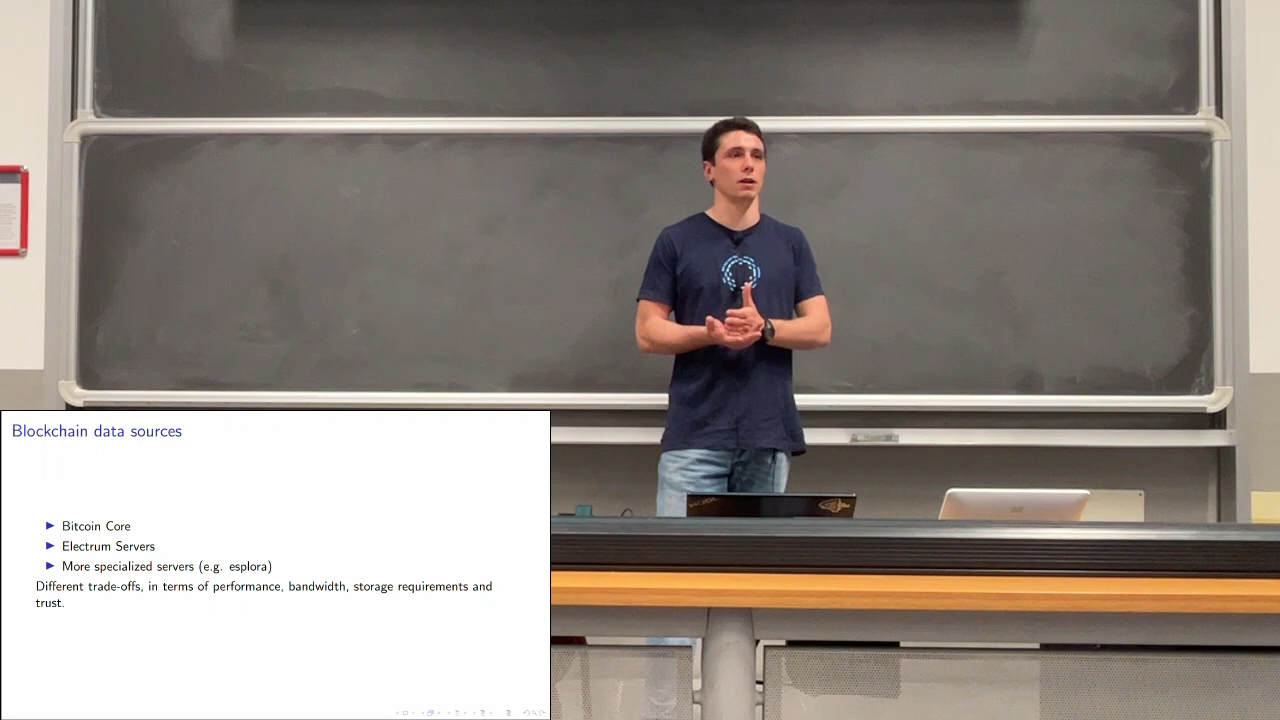 Blockchain data sources
Bitcoin Core
Electrum Servers
More specialized servers (e.g. esplora)
Different trade-offs, in terms of performance, bandwidth, storage requirements and
trust.